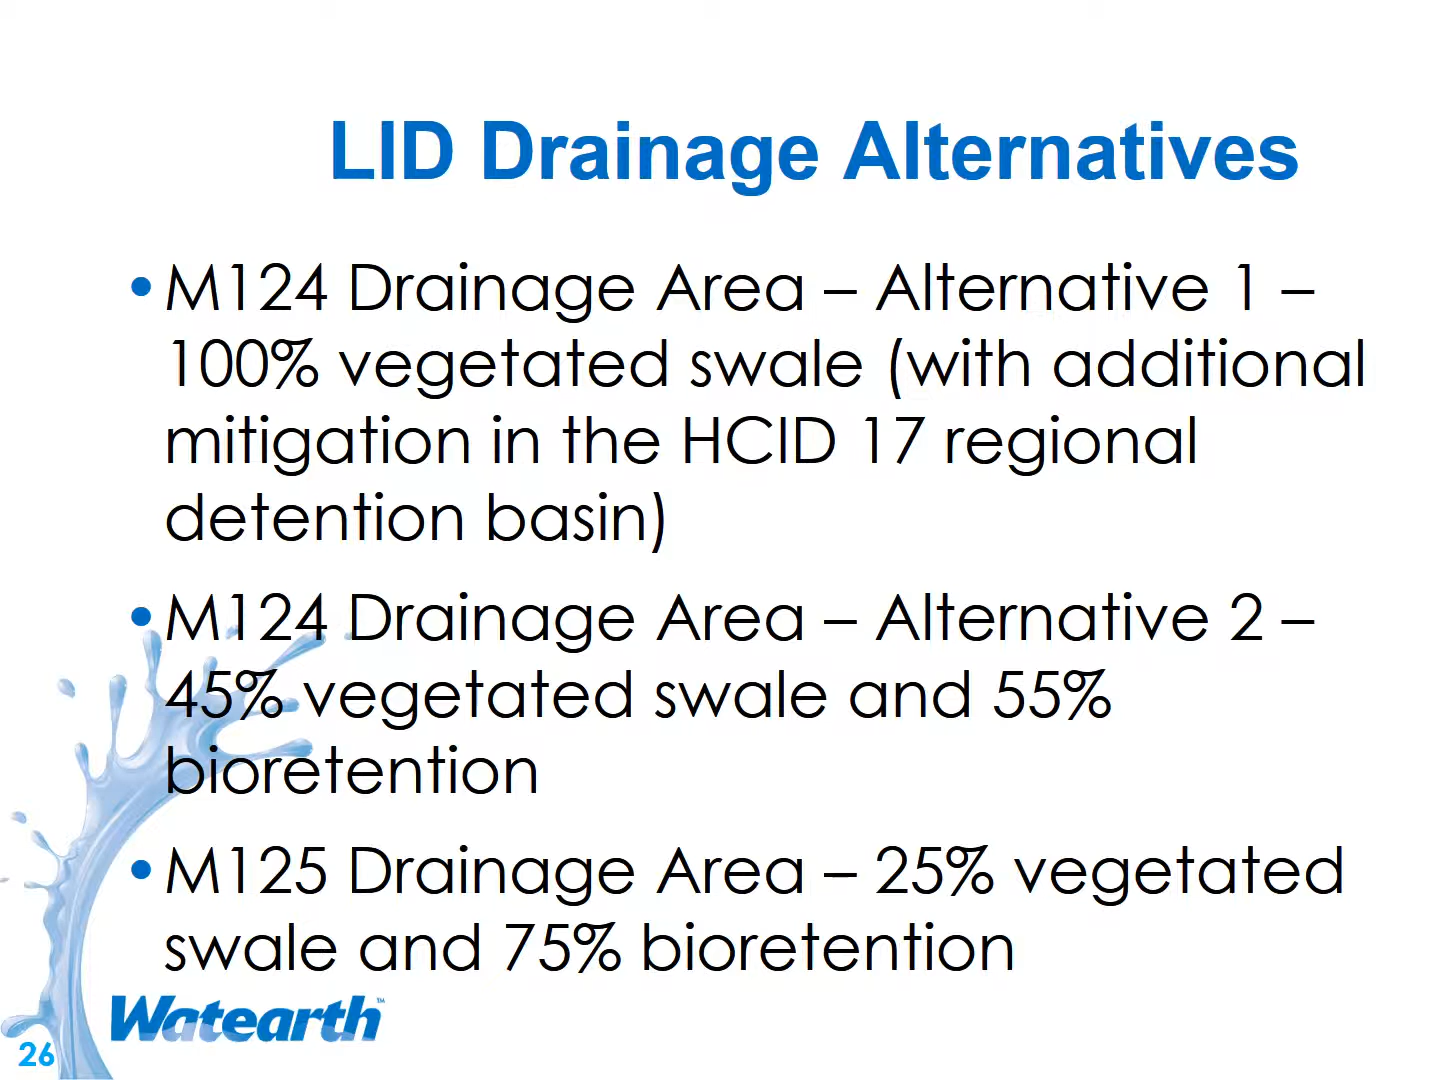 LID Drainage Alternatives
•M124 Drainage Area – Alternative 1 –
100% vegetated swale (with additional
mitigation in the HCID 17 regional
detention basin)
•M124 Drainage Area – Alternative 2 –
45% vegetated swale and 55%
bioretention
•M125 Drainage Area – 25% vegetated
swale and 75% bioretention
Watearth™
26